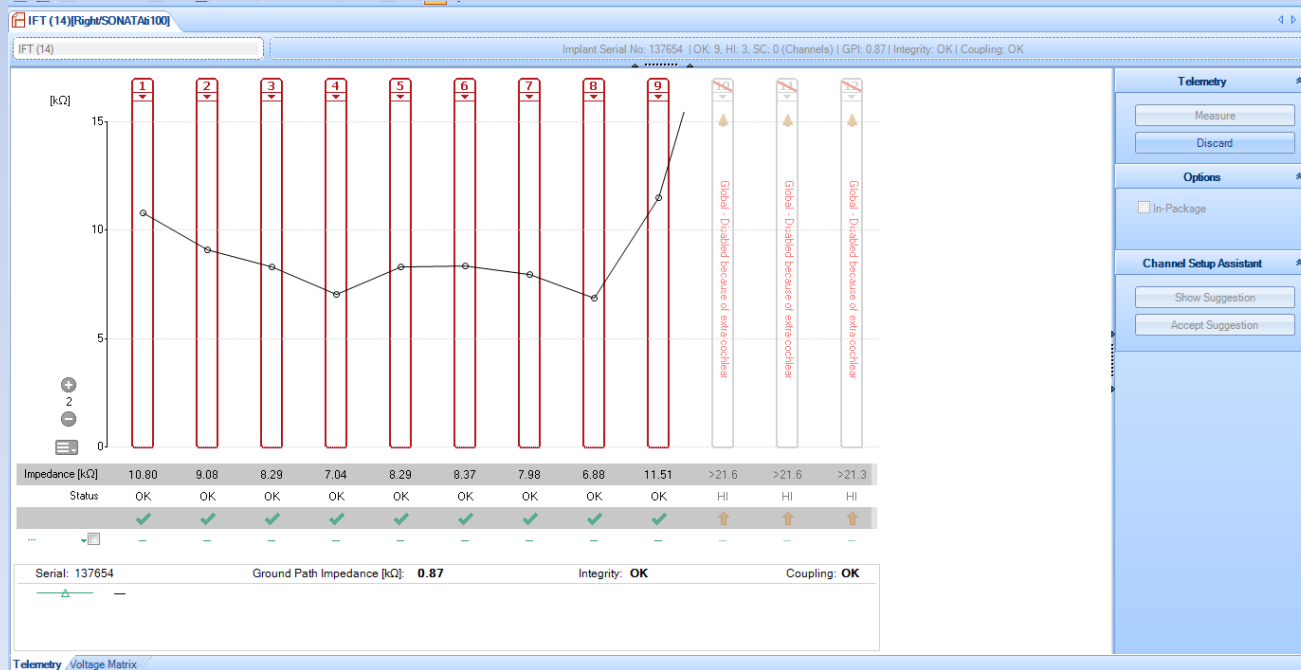 IFT (14)[Right/SONATAti100]
IFT (14)
Implant Serial No: 137654 | OK: 9, HI: 3, SC: 0 (Channels) | GPI: 0.87 | Integrity: OK | Coupling: OK
Telemetry
Measure
Discard
Options
In-Package
Channel Setup Assistant
Show Suggestion
Accept Suggestion
1 2 3 4 5 6 7 8 9 10 11 12
[kΩ]
15
10
5
0
2
Global - Disabled because of extra-cochlear
Global - Disabled because of extra-cochlear
Global - Disabled because of extra-cochlear
Impedance [kΩ] 10.80 9.08 8.29 7.04 8.29 8.37 7.98 6.88 11.51 >21.6 >21.6 >21.3
Status OK OK OK OK OK OK OK OK OK HI HI HI
Serial: 137654 Ground Path Impedance [kΩ]: 0.87 Integrity: OK Coupling: OK
Telemetry Voltage Matrix